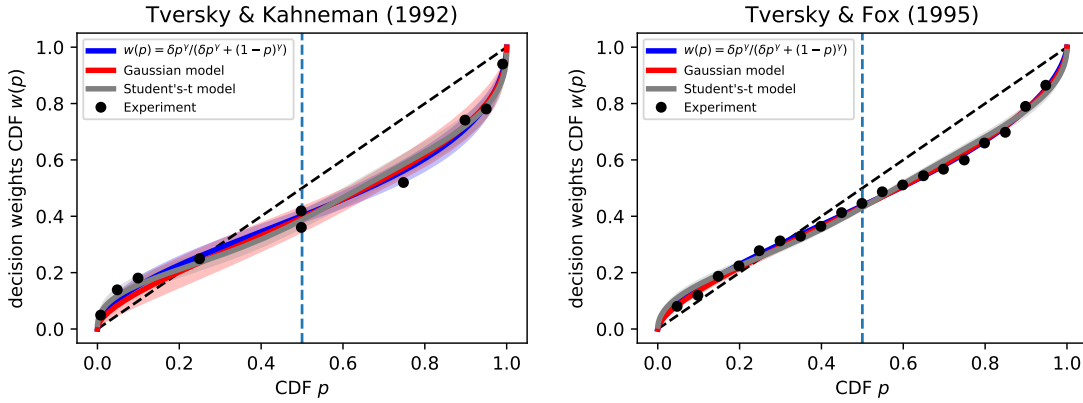 Tversky & Kahneman (1992)
w(p) = δp^γ/(δp^γ + (1 − p)^γ)
Gaussian model
Student's-t model
Experiment
decision weights CDF w(p)
1.0
0.8
0.6
0.4
0.2
0.0
0.0 0.2 0.4 0.6 0.8 1.0
CDF p
Tversky & Fox (1995)
w(p) = δp^γ/(δp^γ + (1 − p)^γ)
Gaussian model
Student's-t model
Experiment
decision weights CDF w(p)
1.0
0.8
0.6
0.4
0.2
0.0
0.0 0.2 0.4 0.6 0.8 1.0
CDF p